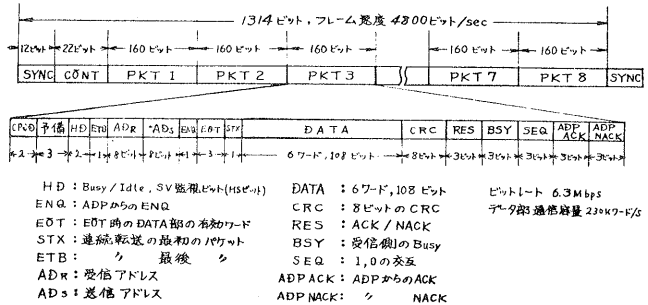 1314ビット,フレーム速度4800ビット/sec
12ビット 22ビット 160ビット 160ビット 160ビット 160ビット 160ビット
SYNC CONT PKT 1 PKT 2 PKT 3 PKT 7 PKT 8 SYNC
予備 HD ETB ADR *ADS ENQ EOT STX DATA CRC RES BSY SEQ ADP ACK ADP NACK
2 3 2 1 8ビット 8ビット 1 3 1 6ワード,108ビット 8ビット 3ビット 3ビット 3ビット 3ビット 3ビット
HD: Busy/Idle, SV監視ビット(HSビット)
ENQ: ADPからのENQ
EOT: EOT時のDATA部の有効ワード
STX: 連続転送の最初のパケット
ETB: 〃 最後 〃
ADR: 受信アドレス
ADS: 送信アドレス
DATA: 6ワード,108ビット
CRC: 8ビットのCRC
RES: ACK/NACK
BSY: 受信側のBusy
SEQ: 1,0の交互
ADP ACK: ADPからのACK
ADP NACK: 〃 NACK
ビットレート 6.3Mbps
データ部通信容量230Kワード/s